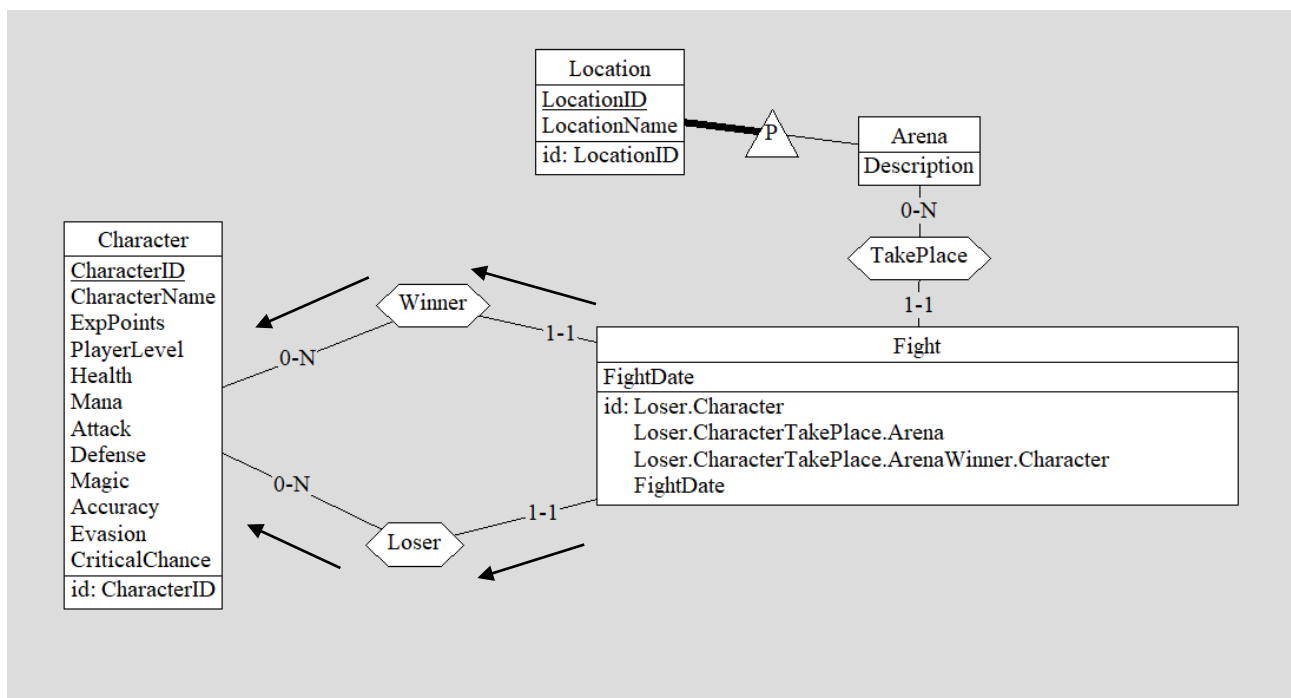 Location
LocationID
LocationName
id: LocationID
P
Arena
Description
0-N
TakePlace
1-1
Character
CharacterID
CharacterName
ExpPoints
PlayerLevel
Health
Mana
Attack
Defense
Magic
Accuracy
Evasion
CriticalChance
id: CharacterID
Winner
0-N
1-1
Loser
0-N
1-1
Fight
FightDate
id: Loser.Character
Loser.CharacterTakePlace.Arena
Loser.CharacterTakePlace.ArenaWinner.Character
FightDate